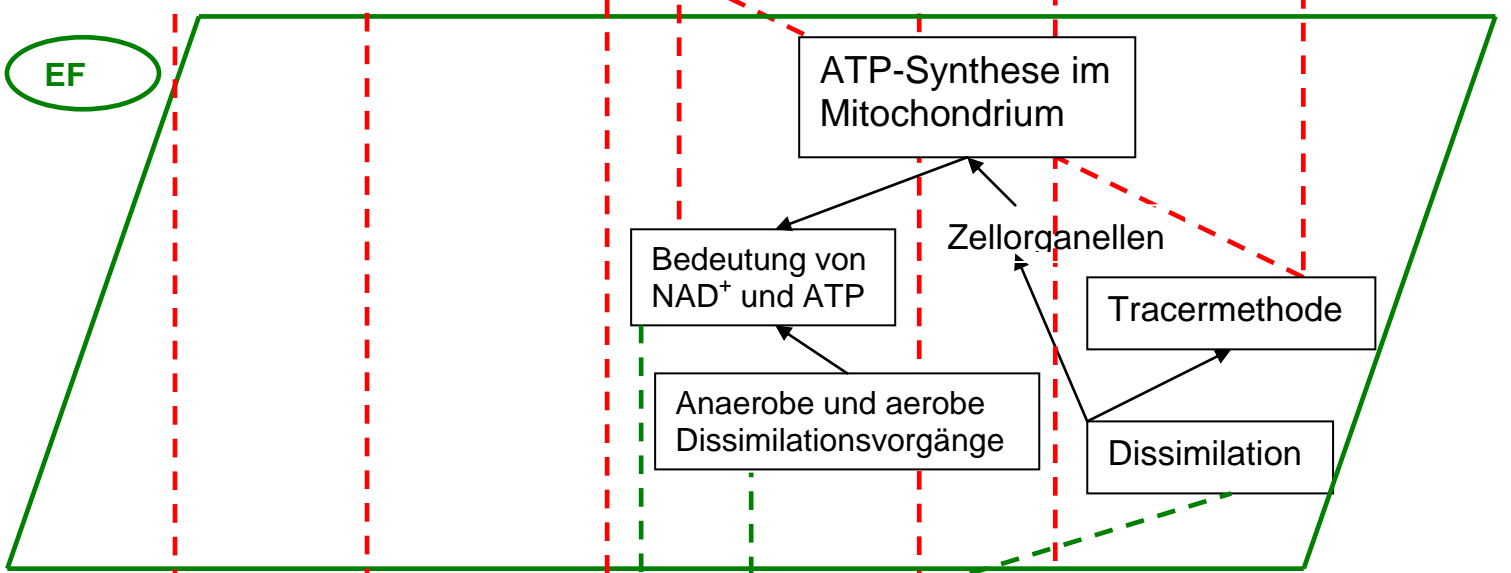 EF
ATP-Synthese im
Mitochondrium
Zellorganellen
Bedeutung von
NAD⁺ und ATP
Tracermethode
Anaerobe und aerobe
Dissimilationsvorgänge
Dissimilation